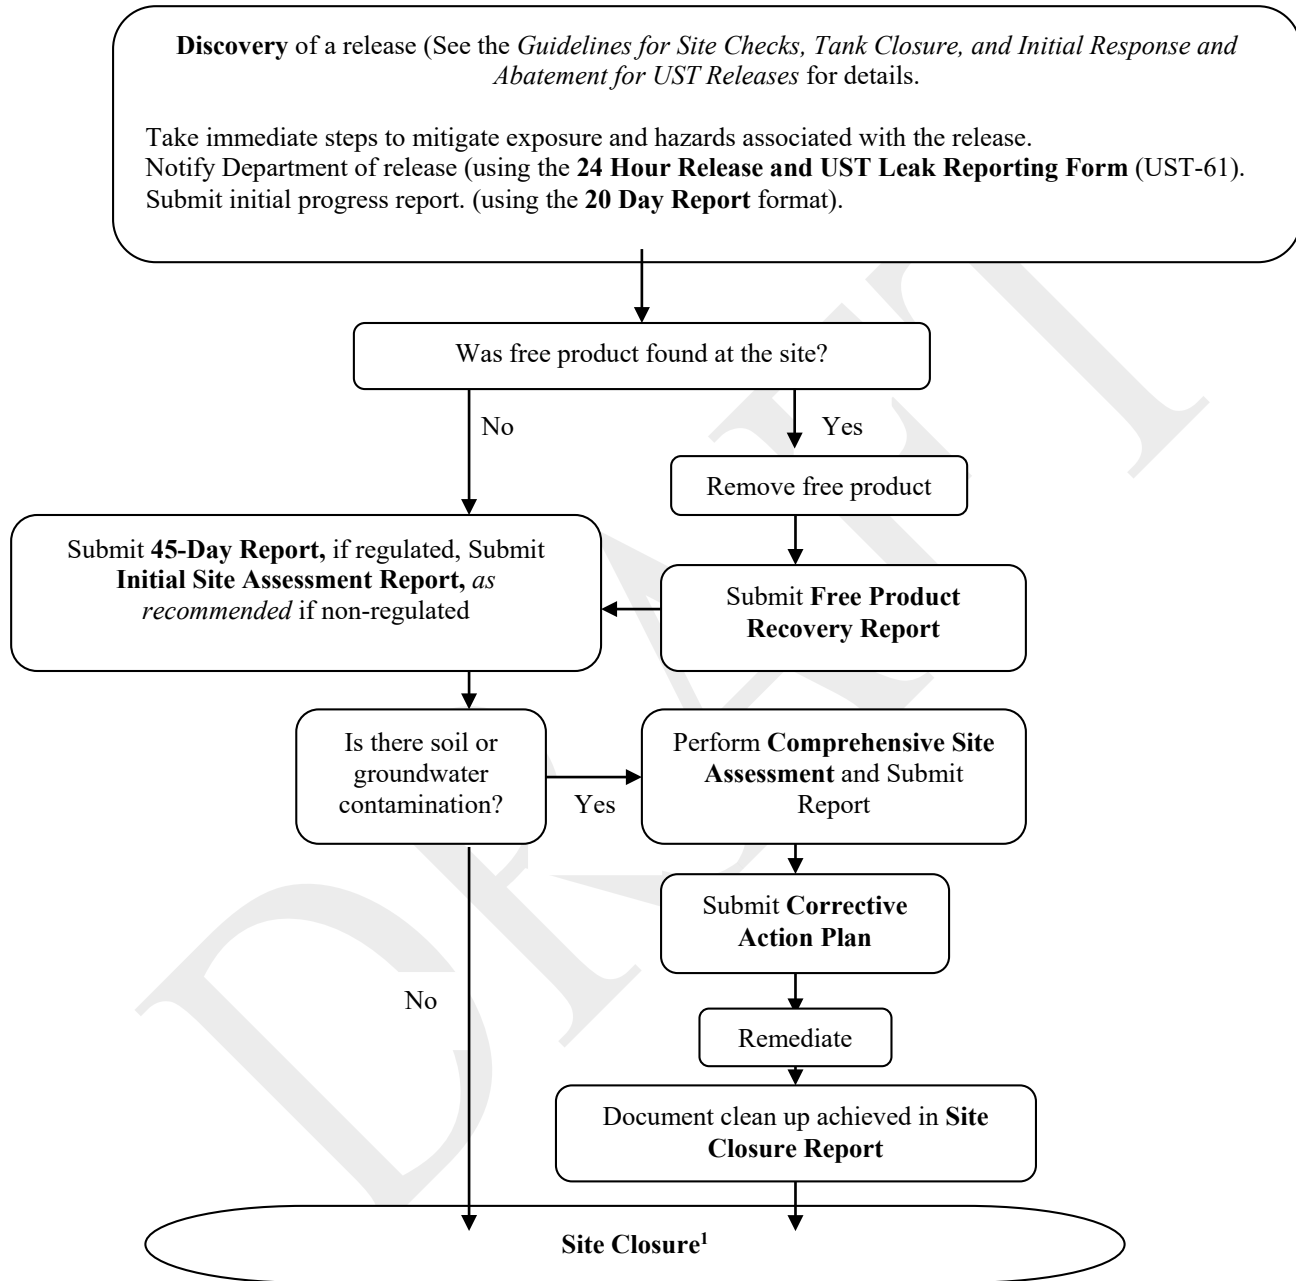 Discovery of a release (See the Guidelines for Site Checks, Tank Closure, and Initial Response and
Abatement for UST Releases for details.
Take immediate steps to mitigate exposure and hazards associated with the release.
Notify Department of release (using the 24 Hour Release and UST Leak Reporting Form (UST-61).
Submit initial progress report. (using the 20 Day Report format).
Was free product found at the site?
No
Yes
Remove free product
Submit 45-Day Report, if regulated, Submit
Initial Site Assessment Report, as
recommended if non-regulated
Submit Free Product
Recovery Report
Is there soil or
groundwater
contamination?
Yes
Perform Comprehensive Site
Assessment and Submit
Report
Submit Corrective
Action Plan
No
Remediate
Document clean up achieved in Site
Closure Report
Site Closure¹
DRAFT